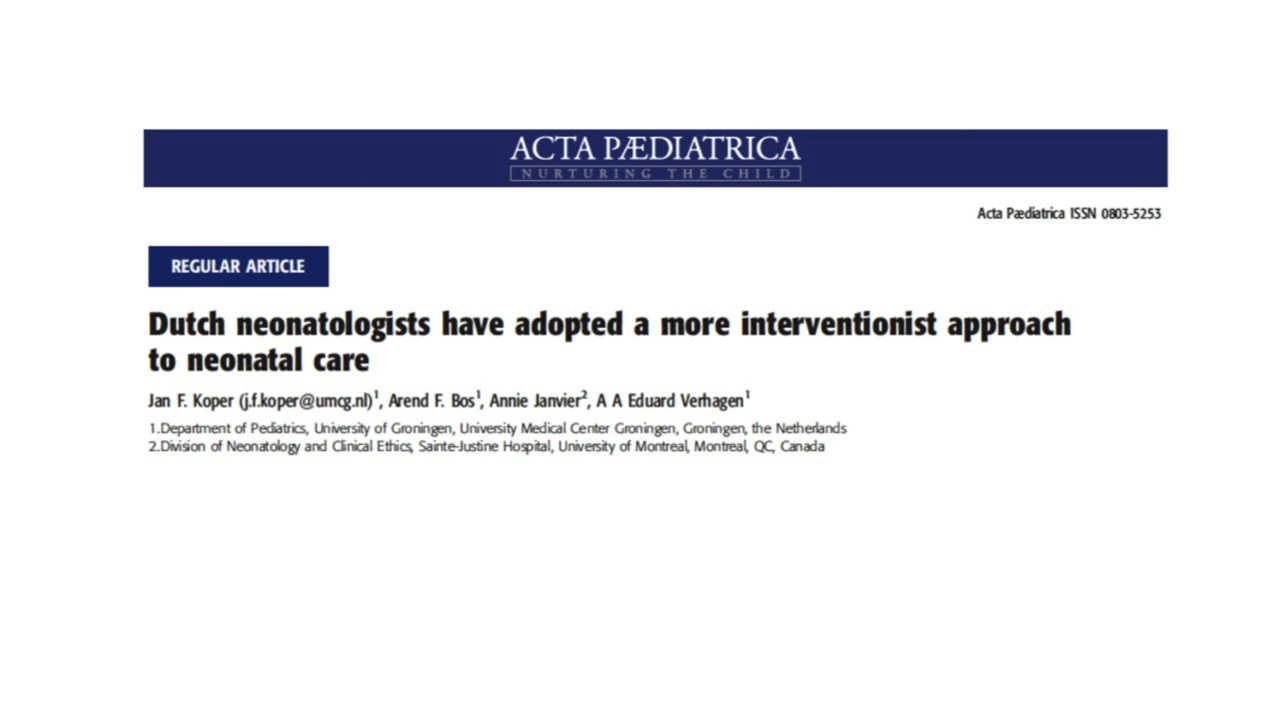 ACTA PÆDIATRICA
NURTURING THE CHILD
Acta Pædiatrica ISSN 0803-5253
REGULAR ARTICLE
Dutch neonatologists have adopted a more interventionist approach
to neonatal care
Jan F. Koper (j.f.koper@umcg.nl)¹, Arend F. Bos¹, Annie Janvier², A A Eduard Verhagen¹
1.Department of Pediatrics, University of Groningen, University Medical Center Groningen, Groningen, the Netherlands
2.Division of Neonatology and Clinical Ethics, Sainte-Justine Hospital, University of Montreal, Montreal, QC, Canada